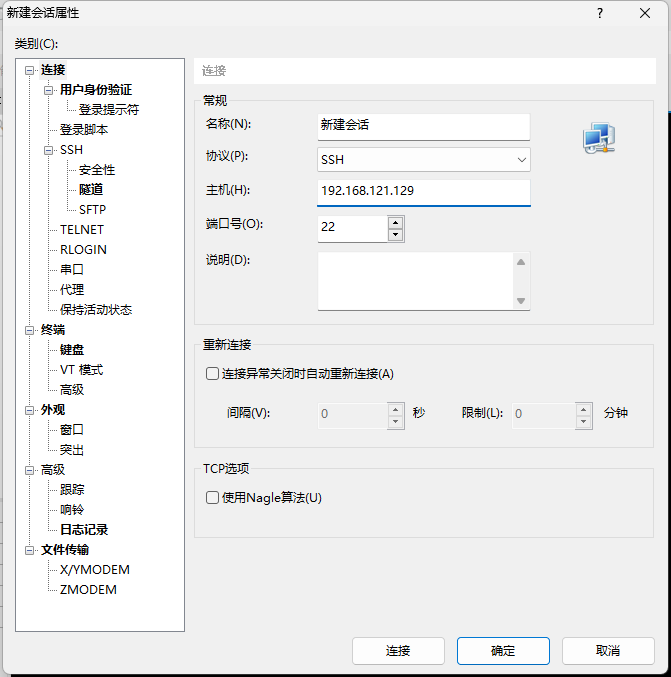 新建会话属性
类别(C):
连接
用户身份验证
登录提示符
登录脚本
SSH
安全性
隧道
SFTP
TELNET
RLOGIN
串口
代理
保持活动状态
终端
键盘
VT 模式
高级
外观
窗口
突出
高级
跟踪
响铃
日志记录
文件传输
X/YMODEM
ZMODEM
连接
常规
名称(N): 新建会话
协议(P): SSH
主机(H): 192.168.121.129
端口号(O): 22
说明(D):
重新连接
连接异常关闭时自动重新连接(A)
间隔(V): 0 秒 限制(L): 0 分钟
TCP选项
使用Nagle算法(U)
连接 确定 取消